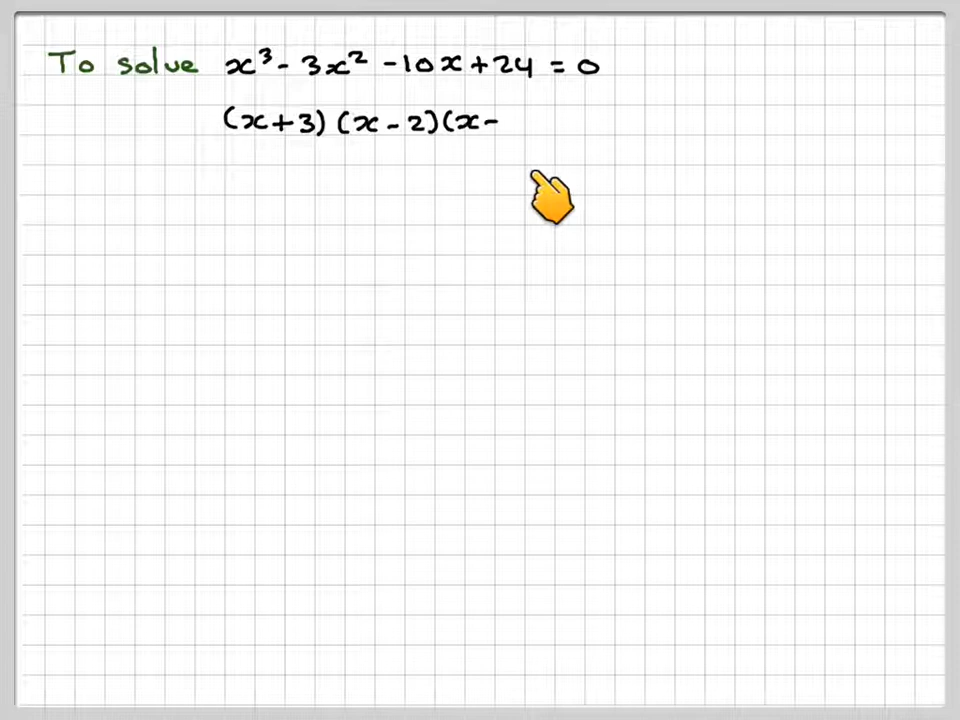 To solve x³ - 3x² - 10x + 24 = 0
(x + 3) (x - 2)(x -